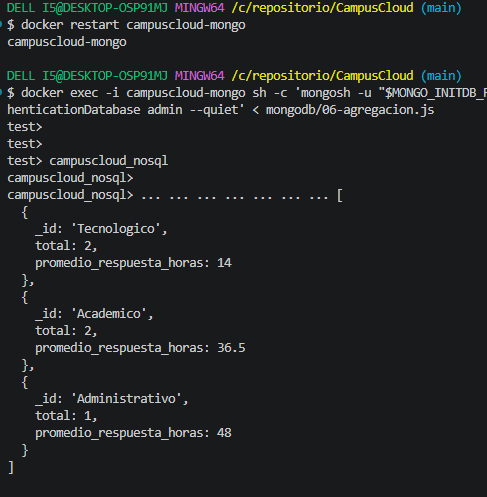 DELL I5@DESKTOP-OSP91MJ MINGW64 /c/repositorio/CampusCloud (main)
$ docker restart campuscloud-mongo
campuscloud-mongo
DELL I5@DESKTOP-OSP91MJ MINGW64 /c/repositorio/CampusCloud (main)
$ docker exec -i campuscloud-mongo sh -c 'mongosh -u "$MONGO_INITDB_R
henticationDatabase admin --quiet' < mongodb/06-agregacion.js
test>
test>
test> campuscloud_nosql
campuscloud_nosql>
campuscloud_nosql> ... ... ... ... ... ... ... [
  {
    _id: 'Tecnologico',
    total: 2,
    promedio_respuesta_horas: 14
  },
  {
    _id: 'Academico',
    total: 2,
    promedio_respuesta_horas: 36.5
  },
  {
    _id: 'Administrativo',
    total: 1,
    promedio_respuesta_horas: 48
  }
]